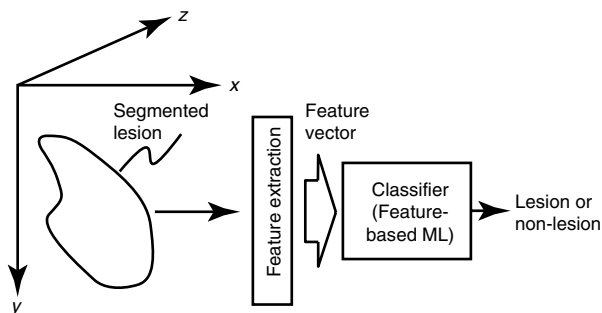 z
x
Segmented
lesion
Feature
vector
Feature extraction
Classifier
(Feature-
based ML)
Lesion or
non-lesion
y